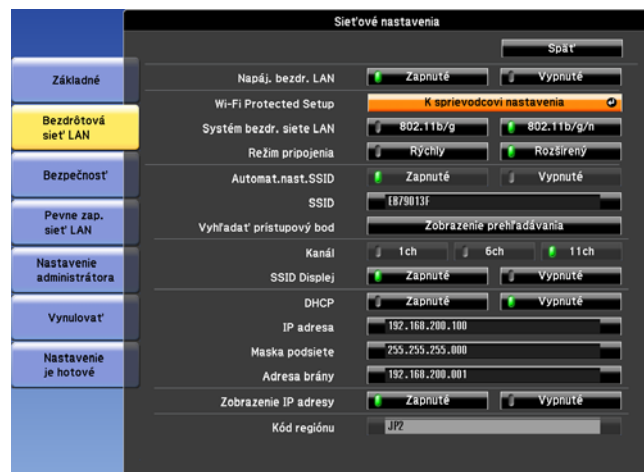 Sieťové nastavenia
Späť
Základné
Bezdrôtová
sieť LAN
Bezpečnosť
Pevne zap.
sieť LAN
Nastavenie
administrátora
Vynulovať
Nastavenie
je hotové
Napáj. bezdr. LAN Zapnuté Vypnuté
Wi-Fi Protected Setup K sprievodcovi nastavenia
Systém bezdr. siete LAN 802.11b/g 802.11b/g/n
Režim pripojenia Rýchly Rozšírený
Automat.nast.SSID Zapnuté Vypnuté
SSID EB79013F
Vyhľadať prístupový bod Zobrazenie prehľadávania
Kanál 1ch 6ch 11ch
SSID Displej Zapnuté Vypnuté
DHCP Zapnuté Vypnuté
IP adresa 192.168.200.100
Maska podsiete 255.255.255.000
Adresa brány 192.168.200.001
Zobrazenie IP adresy Zapnuté Vypnuté
Kód regiónu JP2